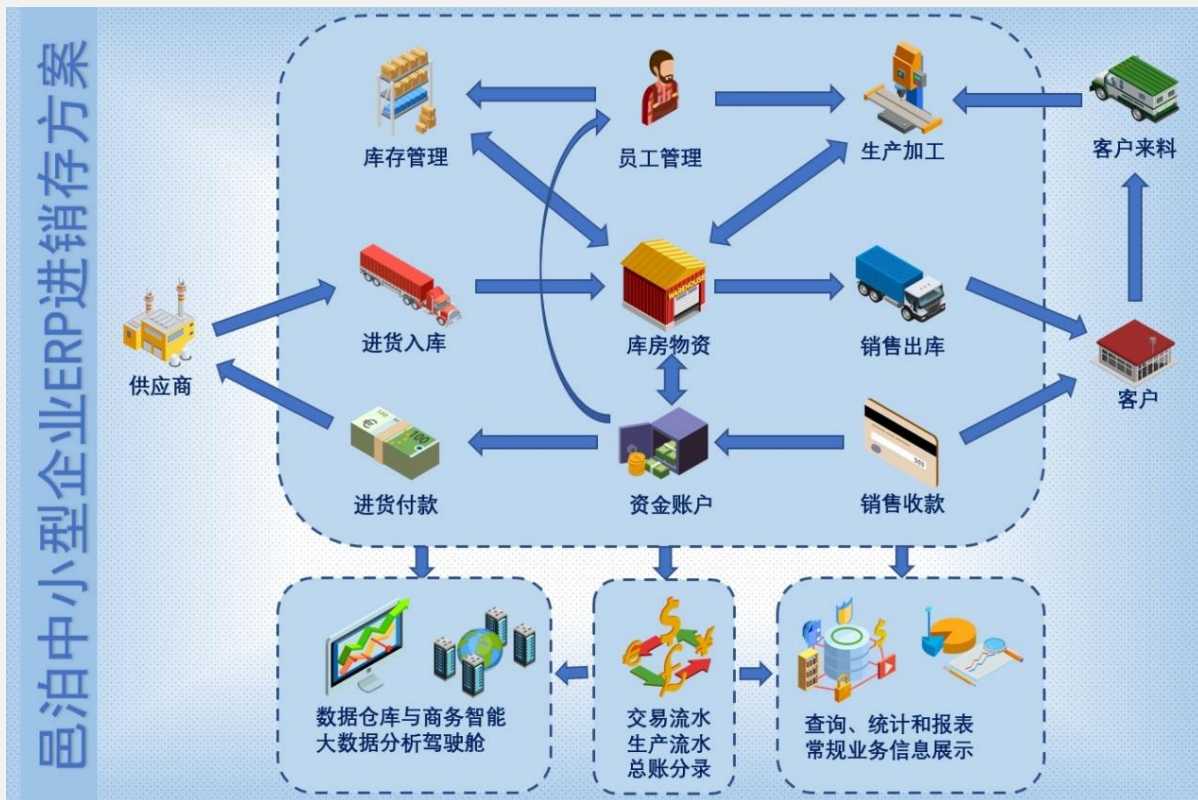 邑泊中小型企业ERP进销存方案
库存管理
员工管理
生产加工
客户来料
WAREHOUSE
供应商
进货入库
库房物资
销售出库
客户
100
100
进货付款
资金账户
销售收款
数据仓库与商务智能
大数据分析驾驶舱
交易流水
生产流水
总账分录
查询、统计和报表
常规业务信息展示